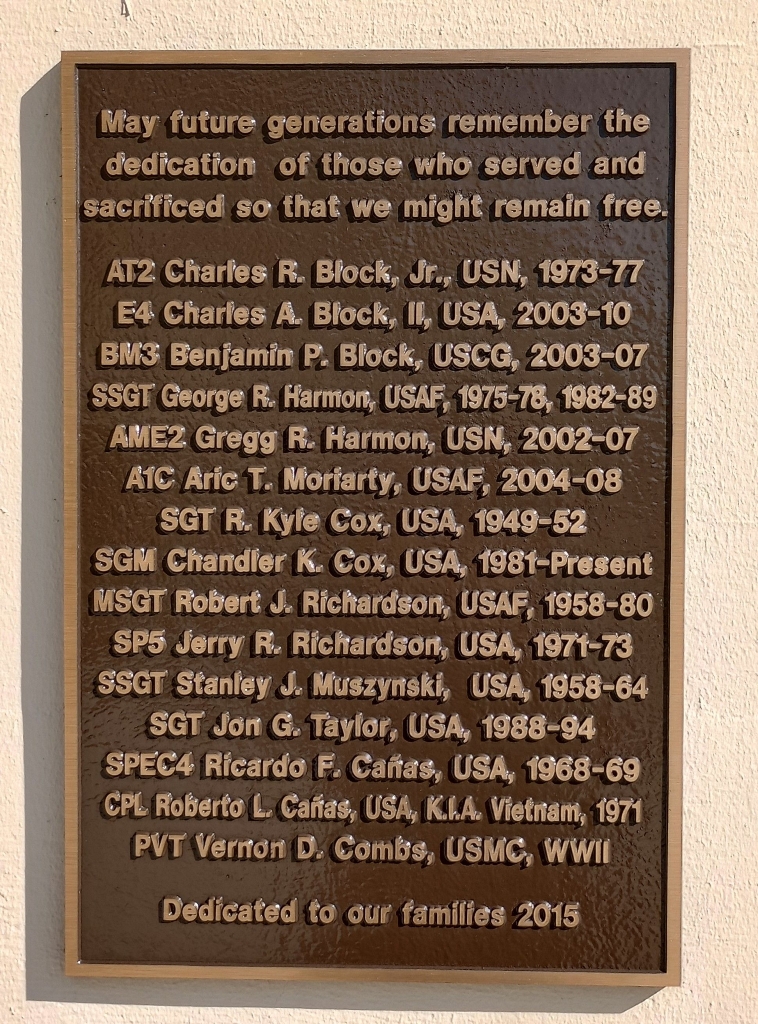 May future generations remember the
dedication of those who served and
sacrificed so that we might remain free.
AT2 Charles R. Block, Jr., USN, 1973-77
E4 Charles A. Block, II, USA, 2003-10
BM3 Benjamin P. Block, USCG, 2003-07
SSGT George R. Harmon, USAF, 1975-78, 1982-89
AME2 Gregg R. Harmon, USN, 2002-07
A1C Aric T. Moriarty, USAF, 2004-08
SGT R. Kyle Cox, USA, 1949-52
SGM Chandler K. Cox, USA, 1981-Present
MSGT Robert J. Richardson, USAF, 1958-80
SP5 Jerry R. Richardson, USA, 1971-73
SSGT Stanley J. Muszynski, USA, 1958-64
SGT Jon G. Taylor, USA, 1988-94
SPEC4 Ricardo F. Cañas, USA, 1968-69
CPL Roberto L. Cañas, USA, K.I.A. Vietnam, 1971
PVT Vernon D. Combs, USMC, WWII
Dedicated to our families 2015